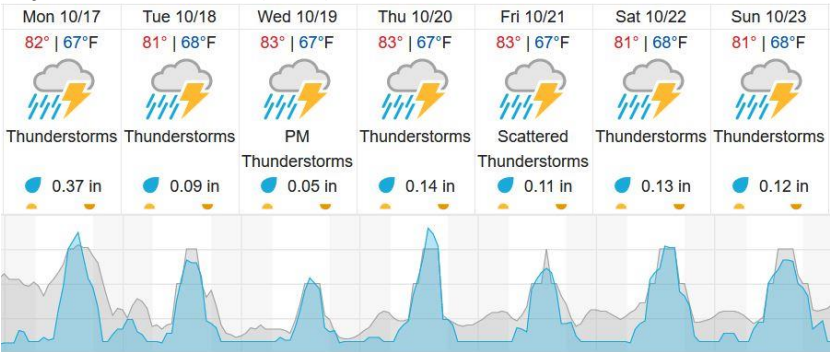 Mon 10/17 Tue 10/18 Wed 10/19 Thu 10/20 Fri 10/21 Sat 10/22 Sun 10/23
82° | 67°F 81° | 68°F 83° | 67°F 83° | 67°F 83° | 67°F 81° | 68°F 81° | 68°F
Thunderstorms Thunderstorms PM Thunderstorms Scattered Thunderstorms Thunderstorms
Thunderstorms Thunderstorms
0.37 in 0.09 in 0.05 in 0.14 in 0.11 in 0.13 in 0.12 in